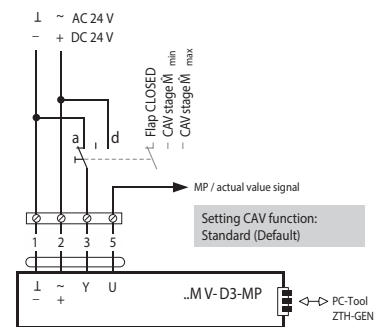 ⊥ ~ AC 24 V
– + DC 24 V
Flap CLOSED
– CAV stage M̂ min
– CAV stage M̂ max
a d
MP / actual value signal
Setting CAV function:
Standard (Default)
1 2 3 5
⊥ ~ Y U
– +
..M V- D3-MP
PC-Tool
ZTH-GEN